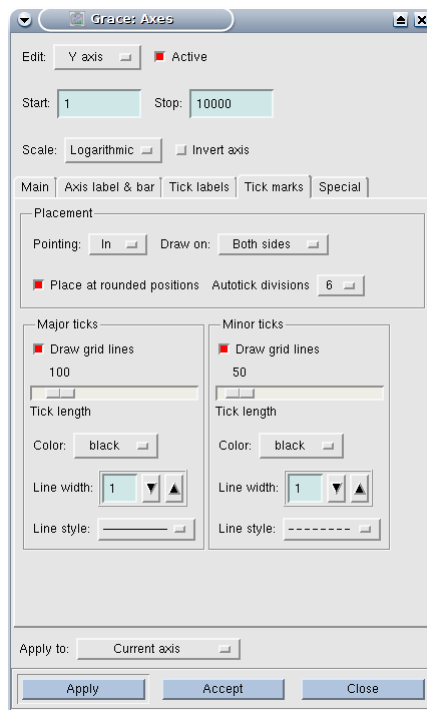 Grace: Axes
Edit: Y axis Active
Start: 1 Stop: 10000
Scale: Logarithmic Invert axis
Main Axis label & bar Tick labels Tick marks Special
Placement
Pointing: In Draw on: Both sides
Place at rounded positions Autotick divisions 6
Major ticks
Draw grid lines
100
Tick length
Color: black
Line width: 1
Line style:
Minor ticks
Draw grid lines
50
Tick length
Color: black
Line width: 1
Line style:
Apply to: Current axis
Apply Accept Close